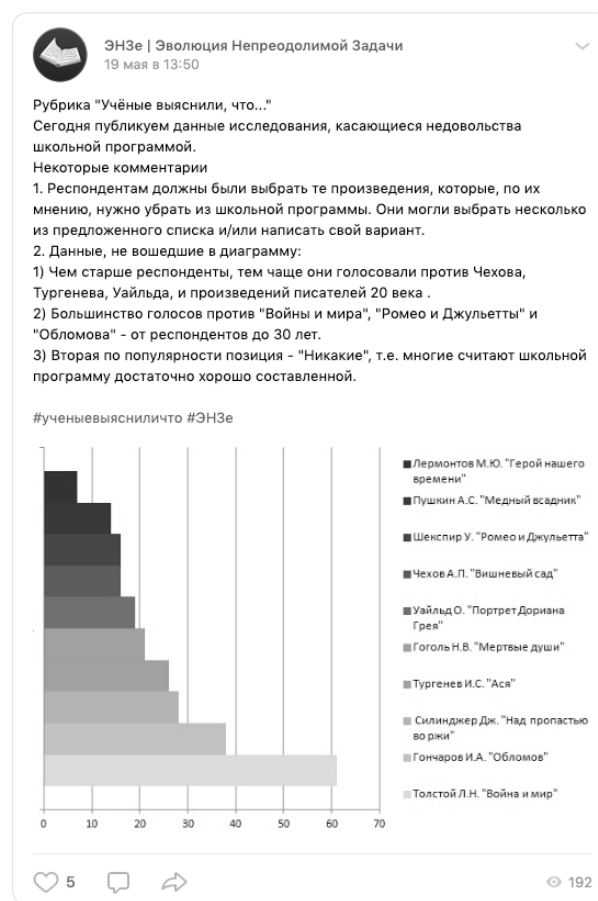 ЭНЗе | Эволюция Непреодолимой Задачи
19 мая в 13:50
Рубрика "Учёные выяснили, что..."
Сегодня публикуем данные исследования, касающиеся недовольства
школьной программой.
Некоторые комментарии
1. Респондентам должны были выбрать те произведения, которые, по их
мнению, нужно убрать из школьной программы. Они могли выбрать несколько
из предложенного списка и/или написать свой вариант.
2. Данные, не вошедшие в диаграмму:
1) Чем старше респонденты, тем чаще они голосовали против Чехова,
Тургенева, Уайльда, и произведений писателей 20 века .
2) Большинство голосов против "Войны и мира", "Ромео и Джульетты" и
"Обломова" - от респондентов до 30 лет.
3) Вторая по популярности позиция - "Никакие", т.е. многие считают школьной
программу достаточно хорошо составленной.
#ученыевыясниличто #ЭНЗе
Лермонтов М.Ю. "Герой нашего
времени"
Пушкин А.С. "Медный всадник"
Шекспир У. "Ромео и Джульетта"
Чехов А.П. "Вишневый сад"
Уайльд О. "Портрет Дориана
Грея"
Гоголь Н.В. "Мертвые души"
Тургенев И.С. "Ася"
Силинджер Дж. "Над пропастью
во ржи"
Гончаров И.А. "Обломов"
Толстой Л.Н. "Война и мир"
0 10 20 30 40 50 60 70
5
192